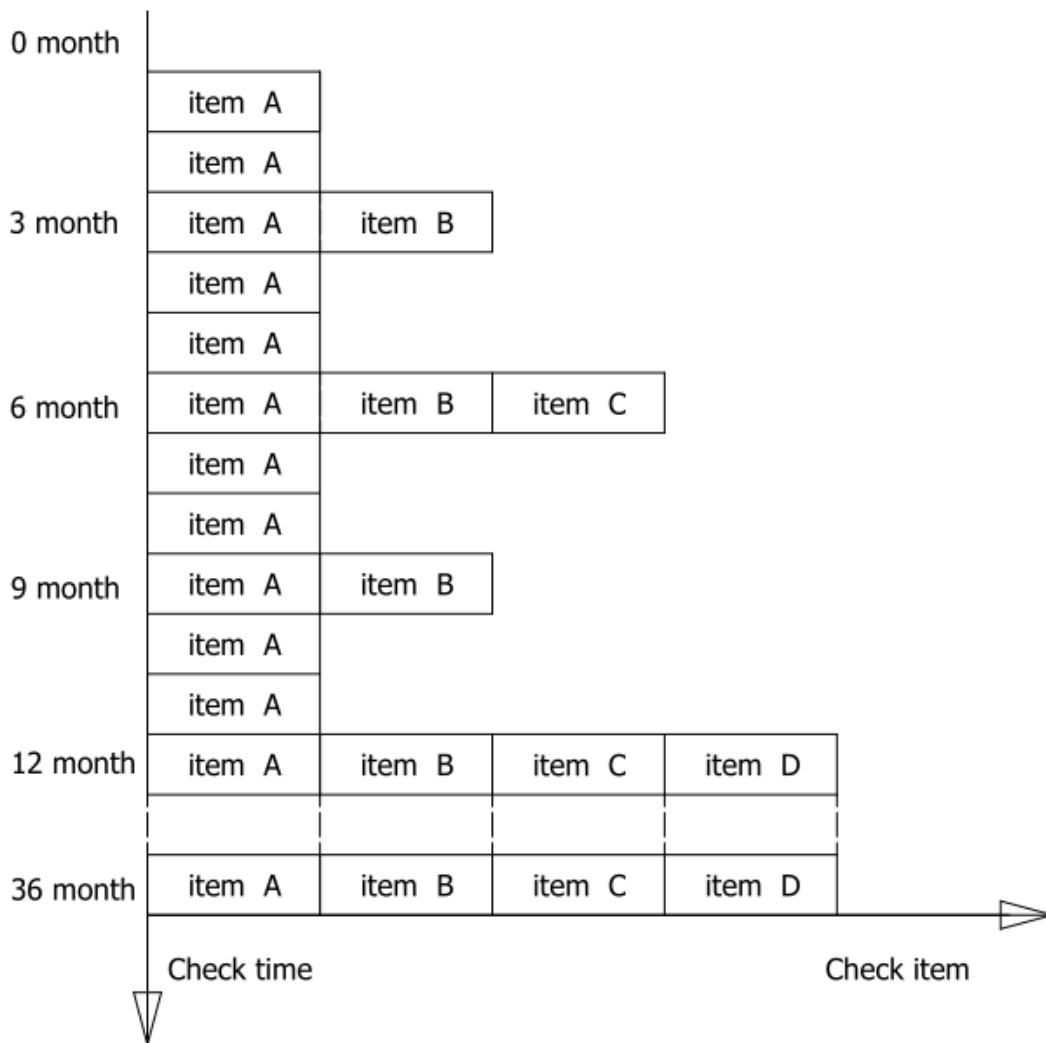 0 month
item A
item A
3 month item A item B
item A
item A
6 month item A item B item C
item A
item A
9 month item A item B
item A
item A
12 month item A item B item C item D
36 month item A item B item C item D
Check time Check item